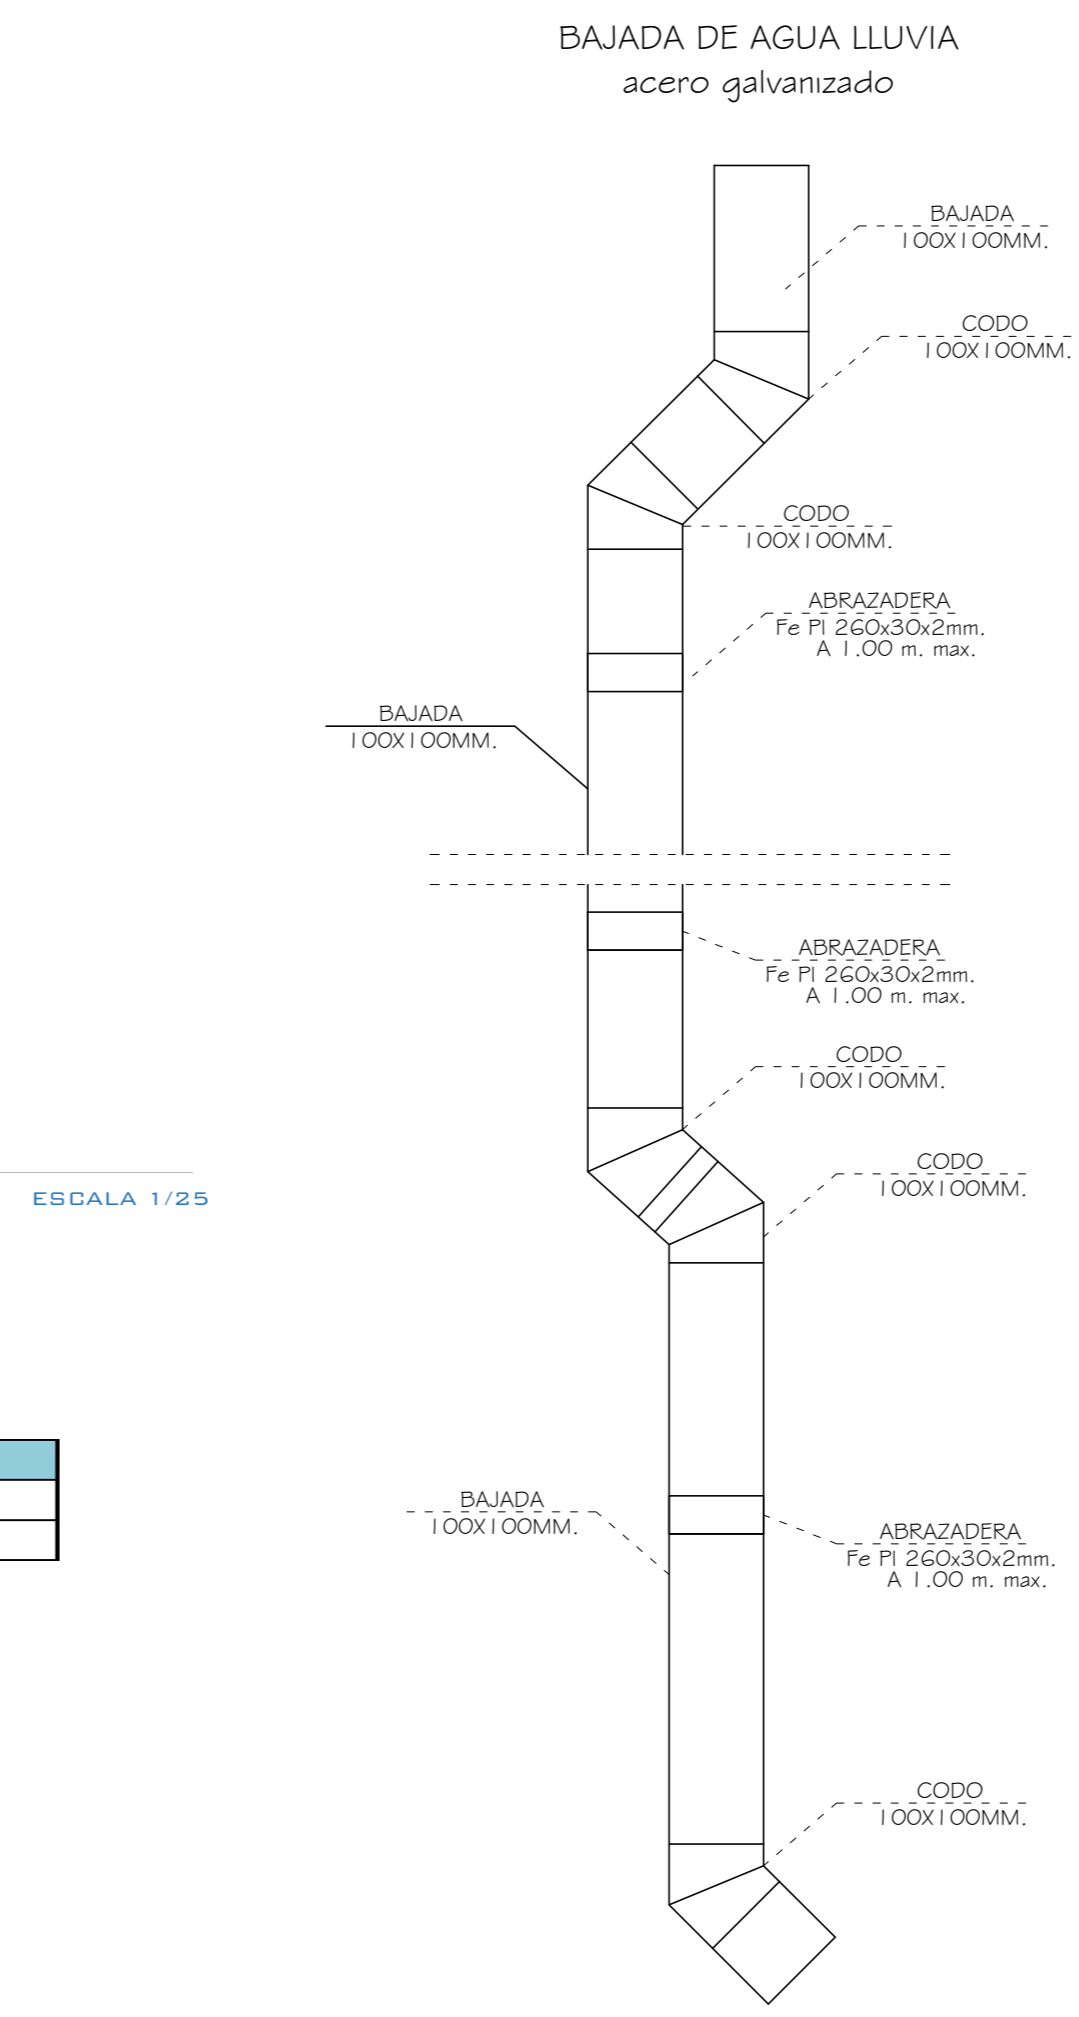 BAJADA DE AGUA LLUVIA
acero galvanizado
BAJADA
100X100MM.
CODO
100X100MM.
CODO
100X100MM.
ABRAZADERA
Fe Pl 260x30x2mm.
A 1.00 m. max.
BAJADA
100X100MM.
ABRAZADERA
Fe Pl 260x30x2mm.
A 1.00 m. max.
CODO
100X100MM.
CODO
100X100MM.
ESCALA 1/25
BAJADA
100X100MM.
ABRAZADERA
Fe Pl 260x30x2mm.
A 1.00 m. max.
CODO
100X100MM.